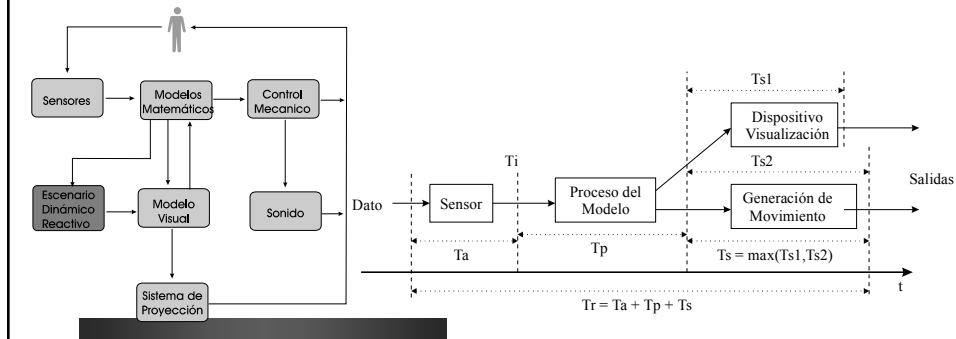 Sensores
Modelos
Matemáticos
Control
Mecanico
Escenario
Dinámico
Reactivo
Modelo
Visual
Sonido
Sistema de
Proyección
Ts1
Dispositivo
Visualización
Ts2
Ti
Salidas
Dato
Sensor
Proceso del
Modelo
Generación de
Movimiento
Ta
Tp
Ts = max(Ts1,Ts2)
t
Tr = Ta + Tp + Ts